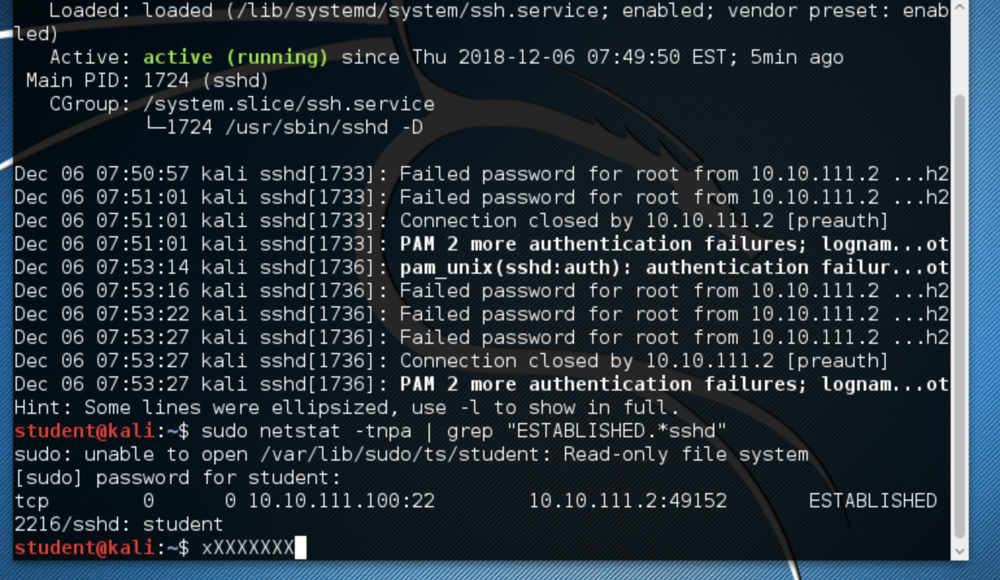 Loaded: loaded (/lib/systemd/system/ssh.service; enabled; vendor preset: enab
led)
Active: active (running) since Thu 2018-12-06 07:49:50 EST; 5min ago
Main PID: 1724 (sshd)
CGroup: /system.slice/ssh.service
└─1724 /usr/sbin/sshd -D
Dec 06 07:50:57 kali sshd[1733]: Failed password for root from 10.10.111.2 ...h2
Dec 06 07:51:01 kali sshd[1733]: Failed password for root from 10.10.111.2 ...h2
Dec 06 07:51:01 kali sshd[1733]: Connection closed by 10.10.111.2 [preauth]
Dec 06 07:51:01 kali sshd[1733]: PAM 2 more authentication failures; lognam...ot
Dec 06 07:53:14 kali sshd[1736]: pam_unix(sshd:auth): authentication failur...ot
Dec 06 07:53:16 kali sshd[1736]: Failed password for root from 10.10.111.2 ...h2
Dec 06 07:53:22 kali sshd[1736]: Failed password for root from 10.10.111.2 ...h2
Dec 06 07:53:27 kali sshd[1736]: Failed password for root from 10.10.111.2 ...h2
Dec 06 07:53:27 kali sshd[1736]: Connection closed by 10.10.111.2 [preauth]
Dec 06 07:53:27 kali sshd[1736]: PAM 2 more authentication failures; lognam...ot
Hint: Some lines were ellipsized, use -l to show in full.
student@kali:~$ sudo netstat -tnpa | grep "ESTABLISHED.*sshd"
sudo: unable to open /var/lib/sudo/ts/student: Read-only file system
[sudo] password for student:
tcp        0      0 10.10.111.100:22        10.10.111.2:49152       ESTABLISHED
2216/sshd: student
student@kali:~$ xXXXXXXX